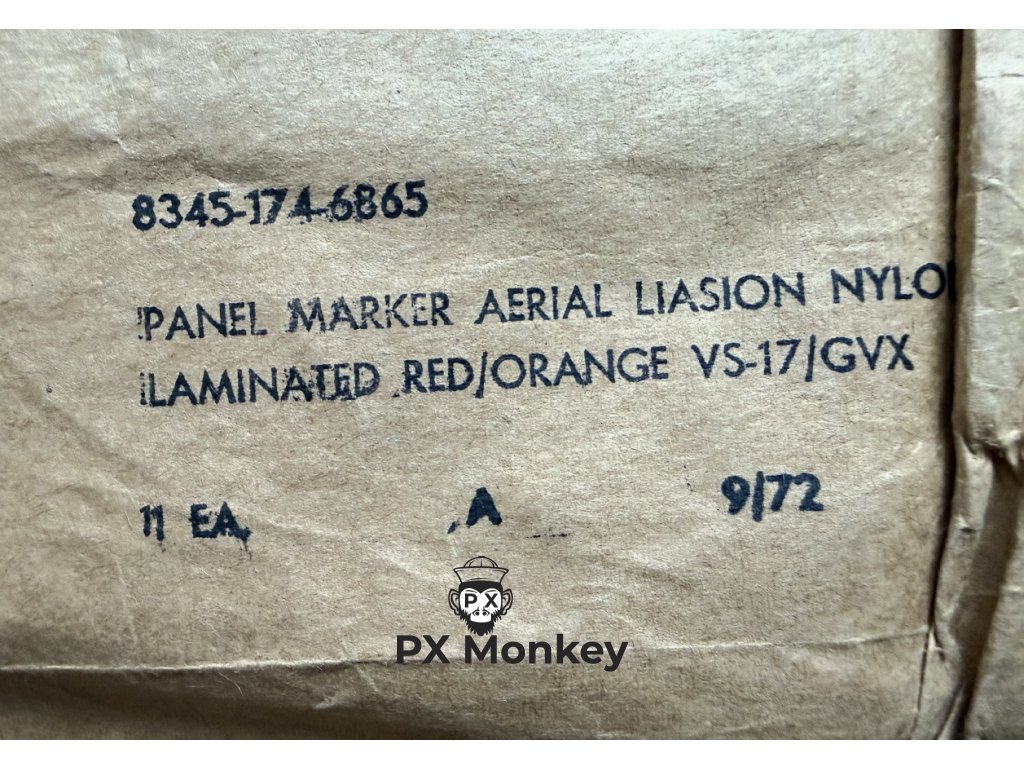 8345-174-6865
PANEL MARKER AERIAL LIASION NYLO
LAMINATED RED/ORANGE VS-17/GVX
1 EA A 9/72
PX
PX Monkey